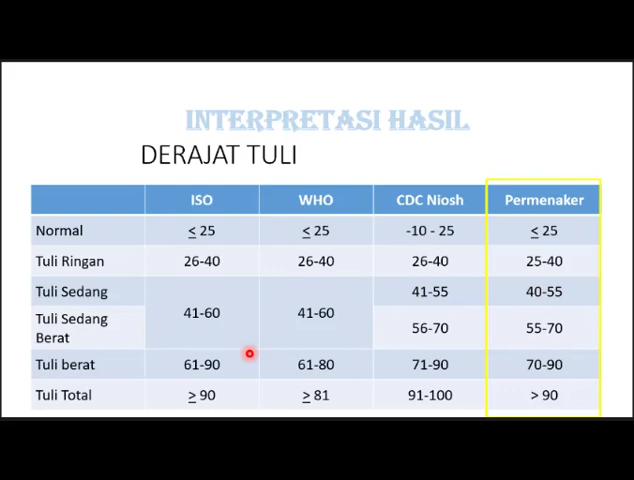 INTERPRETASI HASIL
DERAJAT TULI
ISO WHO CDC Niosh Permenaker
Normal ≤ 25 ≤ 25 -10 - 25 ≤ 25
Tuli Ringan 26-40 26-40 26-40 25-40
Tuli Sedang 41-60 41-60 41-55 40-55
Tuli Sedang
Berat 56-70 55-70
Tuli berat 61-90 61-80 71-90 70-90
Tuli Total ≥ 90 ≥ 81 91-100 > 90